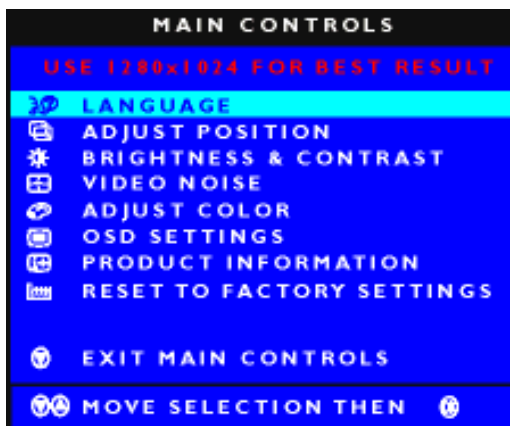 MAIN CONTROLS
USE 1280x1024 FOR BEST RESULT
LANGUAGE
ADJUST POSITION
BRIGHTNESS & CONTRAST
VIDEO NOISE
ADJUST COLOR
OSD SETTINGS
PRODUCT INFORMATION
RESET TO FACTORY SETTINGS
EXIT MAIN CONTROLS
MOVE SELECTION THEN